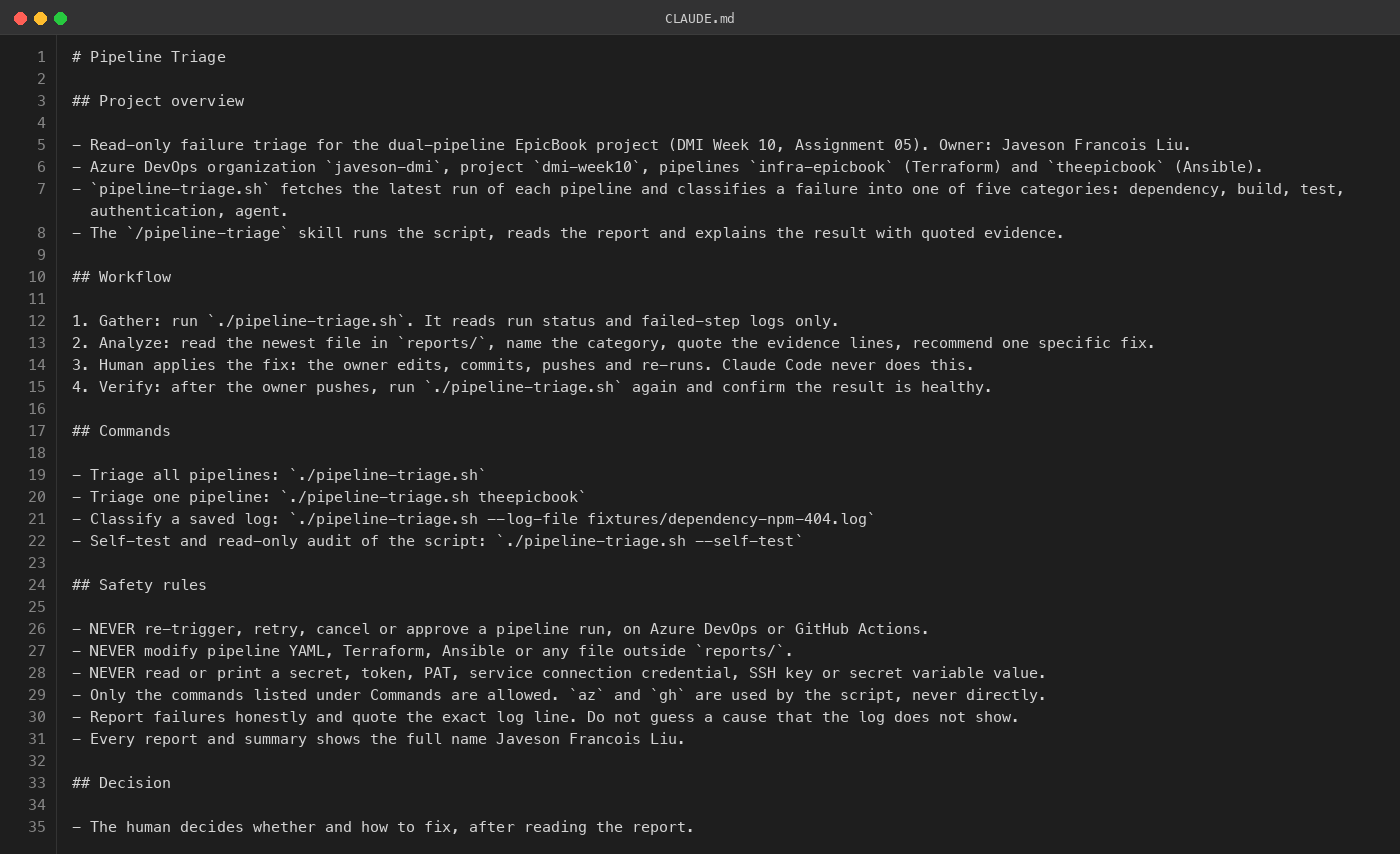 CLAUDE.md
1 # Pipeline Triage
2
3 ## Project overview
4
5 - Read-only failure triage for the dual-pipeline EpicBook project (DMI Week 10, Assignment 05). Owner: Javeson Francois Liu.
6 - Azure DevOps organization `javeson-dmi`, project `dmi-week10`, pipelines `infra-epicbook` (Terraform) and `theepicbook` (Ansible).
7 - `pipeline-triage.sh` fetches the latest run of each pipeline and classifies a failure into one of five categories: dependency, build, test,
authentication, agent.
8 - The `/pipeline-triage` skill runs the script, reads the report and explains the result with quoted evidence.
9
10 ## Workflow
11
12 1. Gather: run `./pipeline-triage.sh`. It reads run status and failed-step logs only.
13 2. Analyze: read the newest file in `reports/`, name the category, quote the evidence lines, recommend one specific fix.
14 3. Human applies the fix: the owner edits, commits, pushes and re-runs. Claude Code never does this.
15 4. Verify: after the owner pushes, run `./pipeline-triage.sh` again and confirm the result is healthy.
16
17 ## Commands
18
19 - Triage all pipelines: `./pipeline-triage.sh`
20 - Triage one pipeline: `./pipeline-triage.sh theepicbook`
21 - Classify a saved log: `./pipeline-triage.sh --log-file fixtures/dependency-npm-404.log`
22 - Self-test and read-only audit of the script: `./pipeline-triage.sh --self-test`
23
24 ## Safety rules
25
26 - NEVER re-trigger, retry, cancel or approve a pipeline run, on Azure DevOps or GitHub Actions.
27 - NEVER modify pipeline YAML, Terraform, Ansible or any file outside `reports/`.
28 - NEVER read or print a secret, token, PAT, service connection credential, SSH key or secret variable value.
29 - Only the commands listed under Commands are allowed. `az` and `gh` are used by the script, never directly.
30 - Report failures honestly and quote the exact log line. Do not guess a cause that the log does not show.
31 - Every report and summary shows the full name Javeson Francois Liu.
32
33 ## Decision
34
35 - The human decides whether and how to fix, after reading the report.